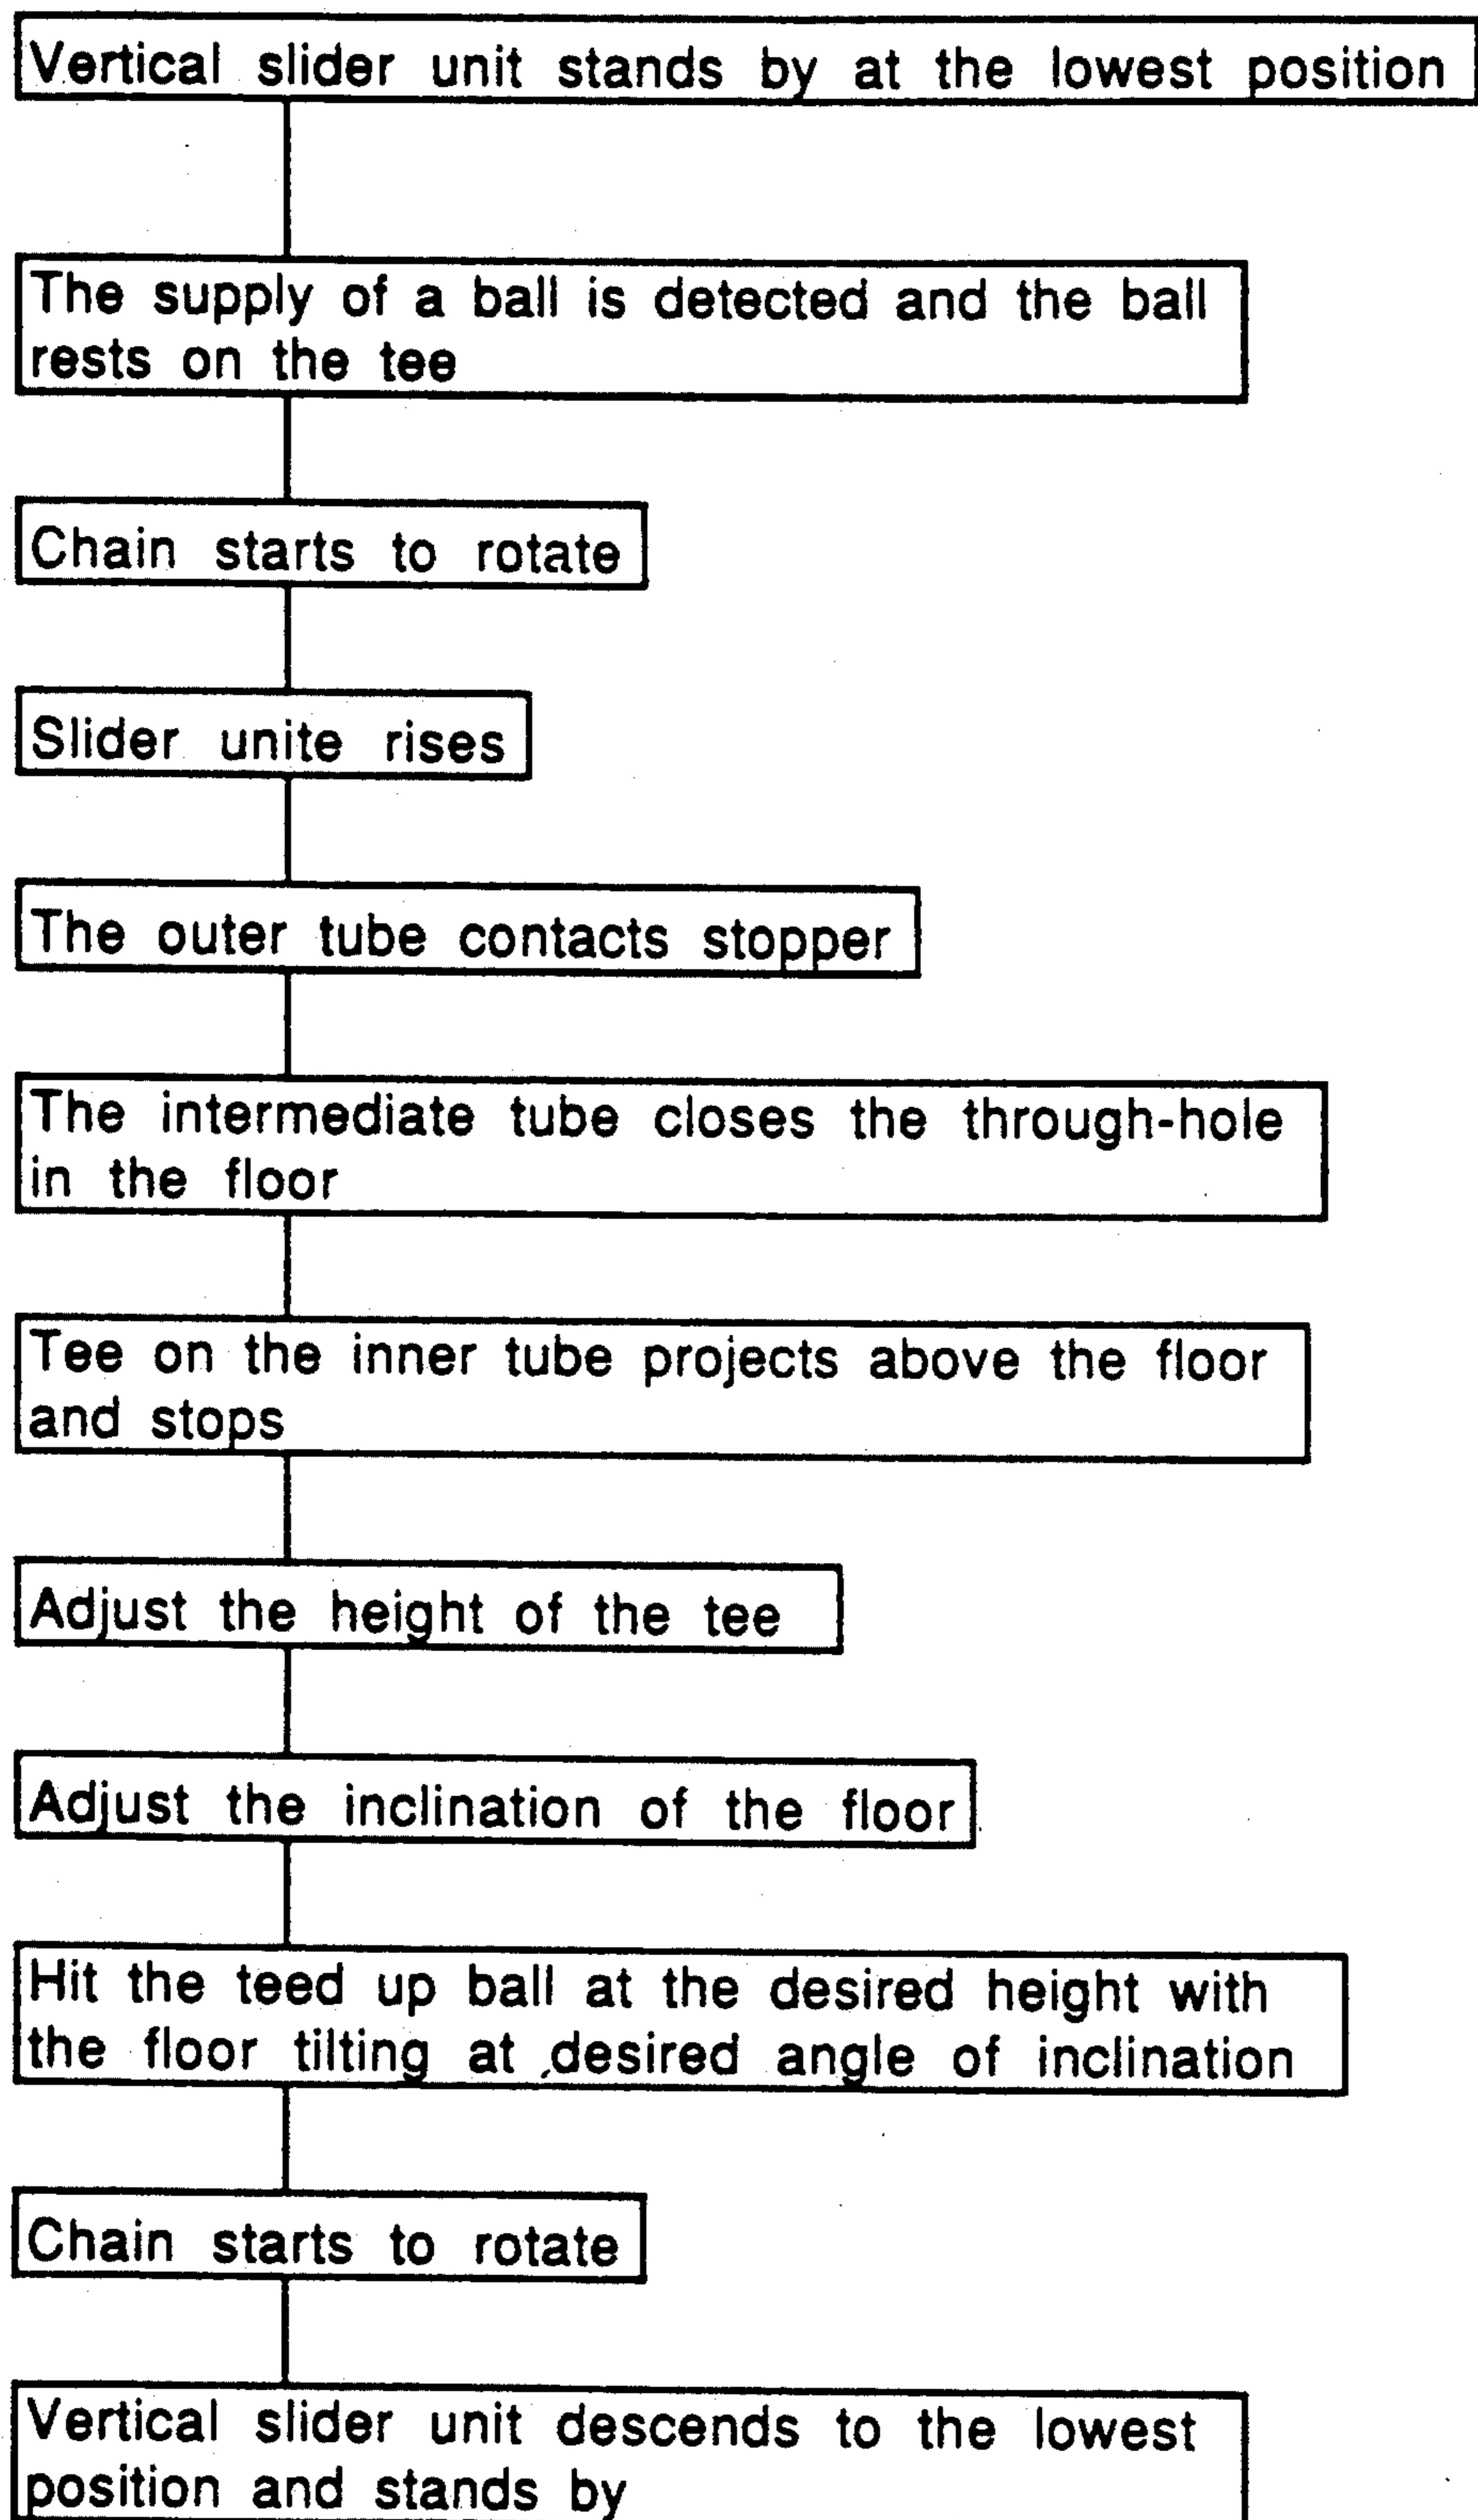 Vertical slider unit stands by at the lowest position
The supply of a ball is detected and the ball
rests on the tee
Chain starts to rotate
Slider unite rises
The outer tube contacts stopper
The intermediate tube closes the through-hole
in the floor
Tee on the inner tube projects above the floor
and stops
Adjust the height of the tee
Adjust the inclination of the floor
Hit the teed up ball at the desired height with
the floor tilting at desired angle of inclination
Chain starts to rotate
Vertical slider unit descends to the lowest
position and stands by